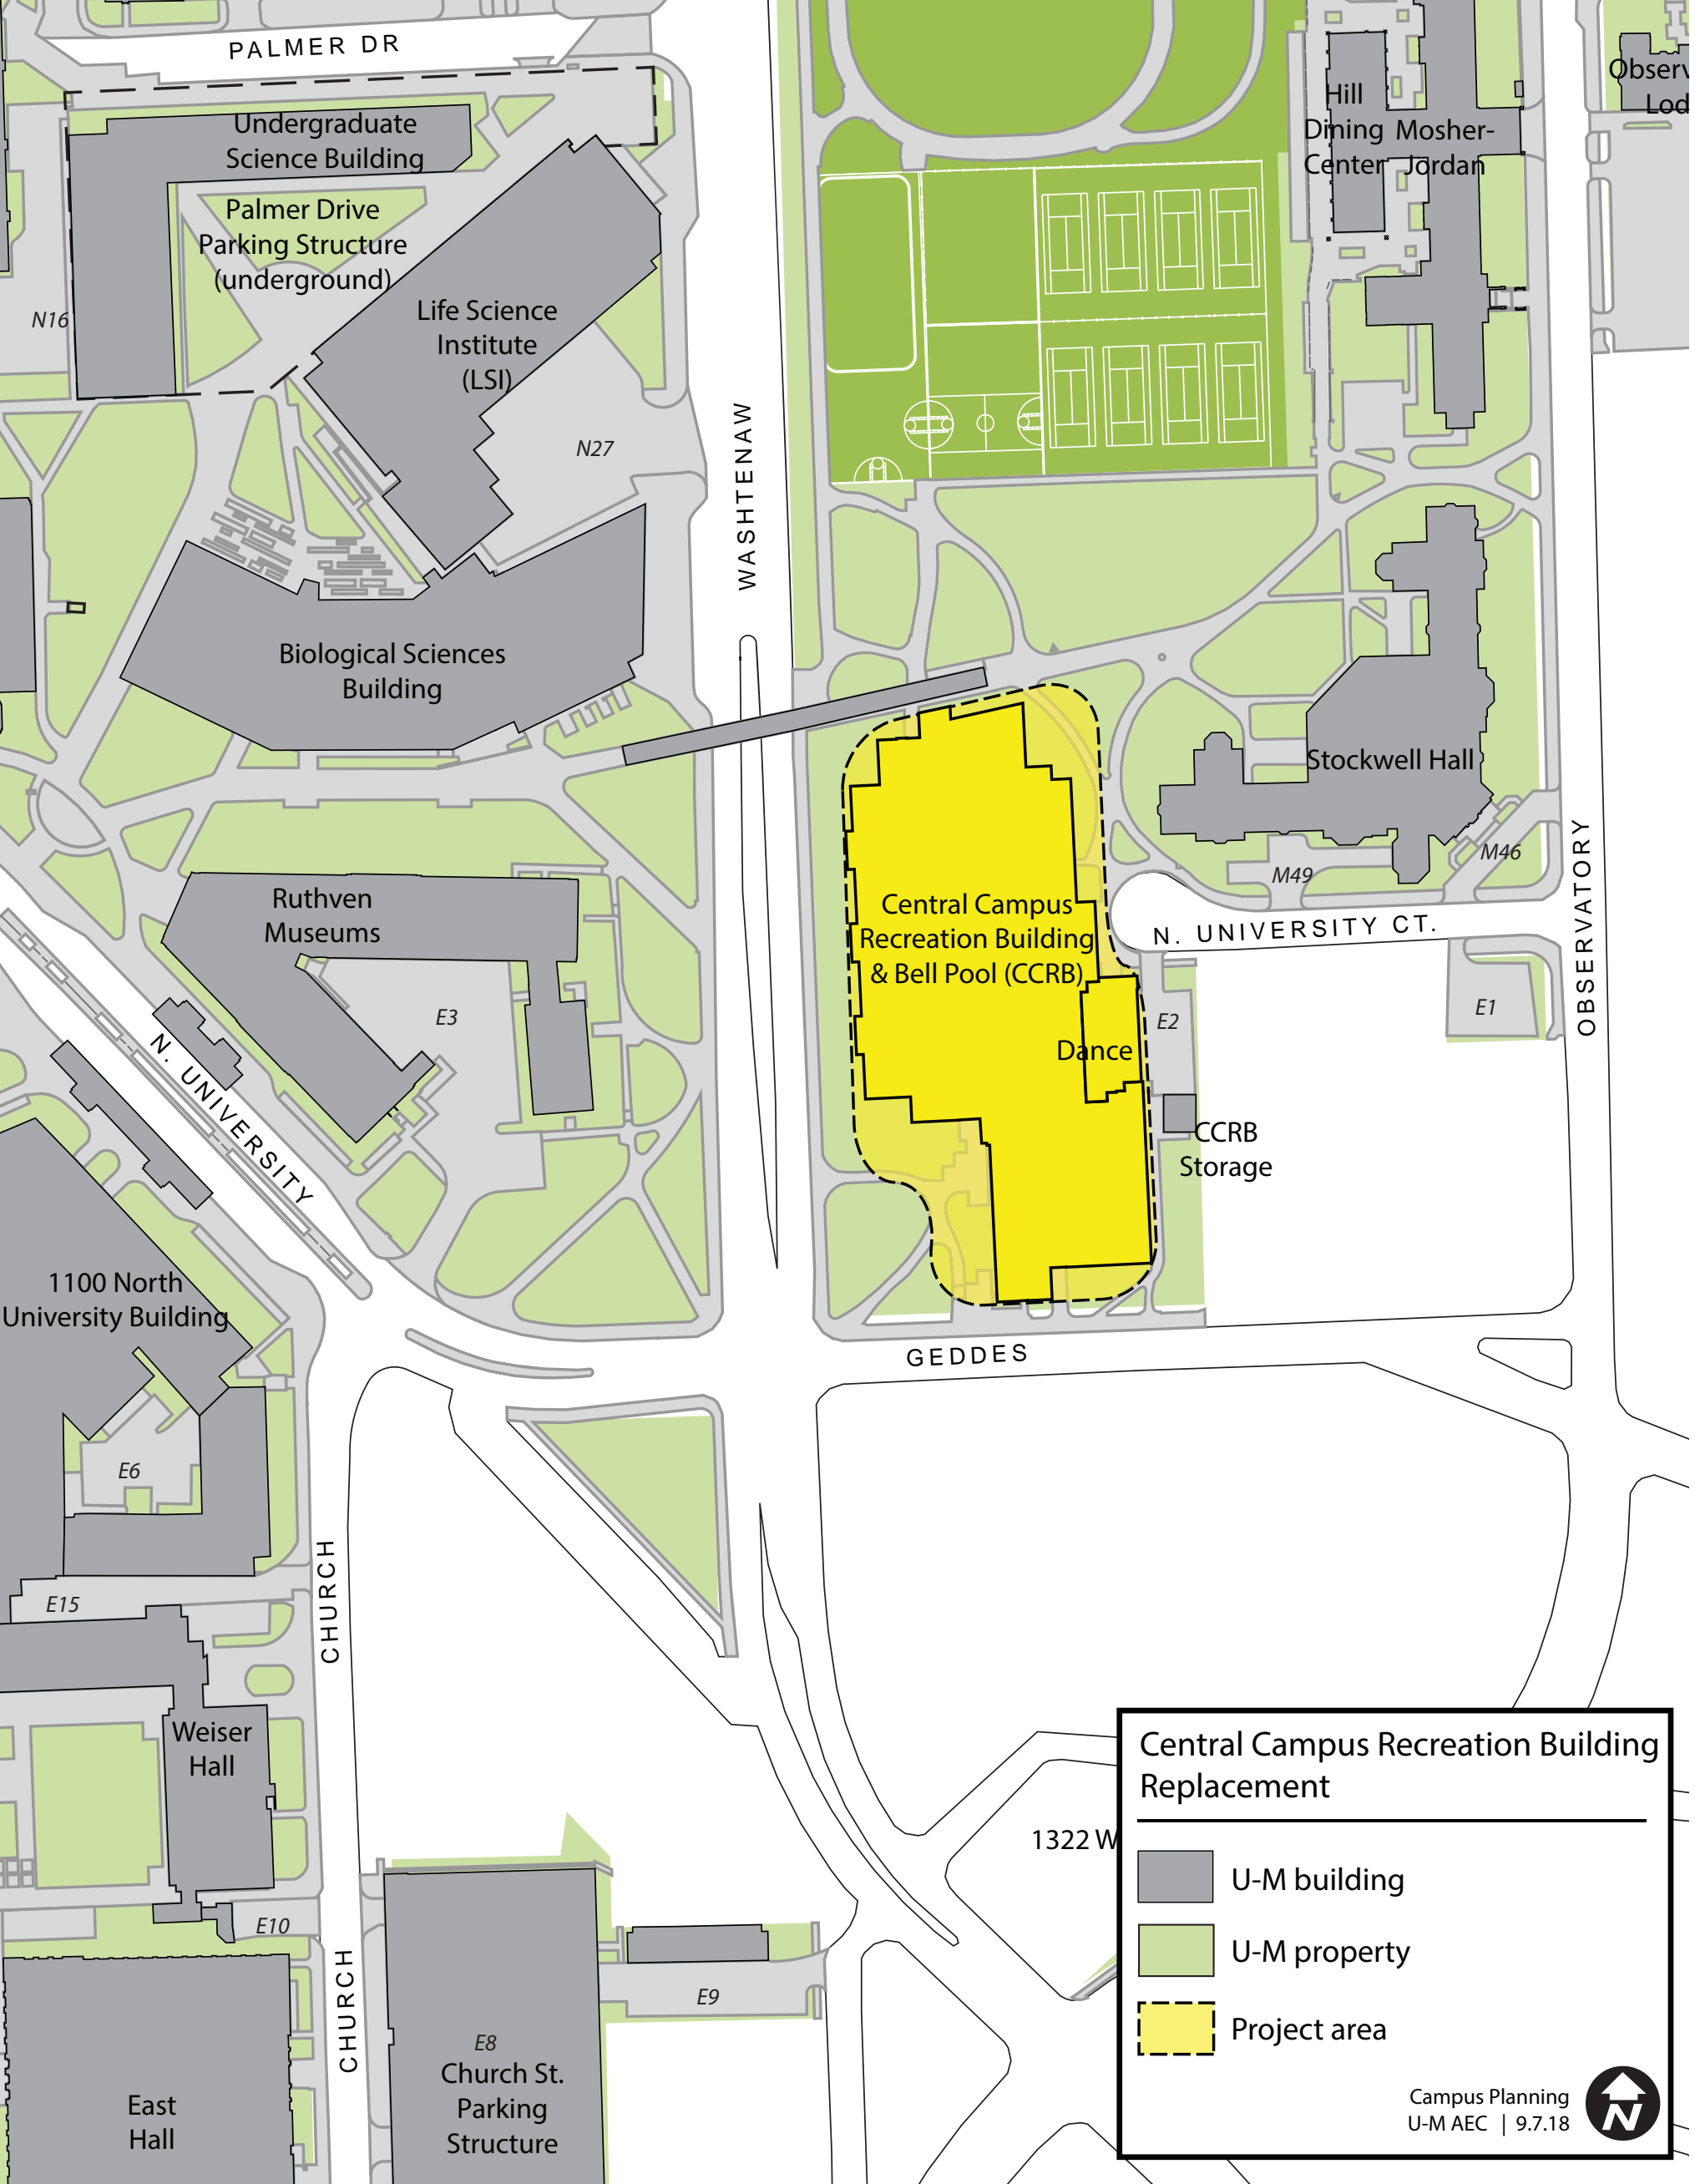 PALMER DR
Undergraduate
Science Building
Palmer Drive
Parking Structure
(underground)
N16
Life Science
Institute
(LSI)
N27
WASHTENAW
Hill
Dining
Center
Mosher-
Jordan
Observ
Lod
Biological Sciences
Building
Stockwell Hall
M46
M49
OBSERVATORY
Ruthven
Museums
E3
Central Campus
Recreation Building
& Bell Pool (CCRB)
N. UNIVERSITY CT.
E2
E1
Dance
CCRB
Storage
N. UNIVERSITY
1100 North
University Building
GEDDES
E6
E15
CHURCH
Weiser
Hall
E10
CHURCH
East
Hall
E8
Church St.
Parking
Structure
E9
1322 W
Central Campus Recreation Building
Replacement
U-M building
U-M property
Project area
Campus Planning
U-M AEC | 9.7.18
N